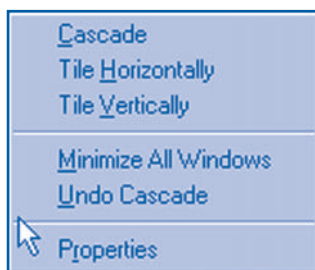 Cascade
Tile Horizontally
Tile Vertically
Minimize All Windows
Undo Cascade
Properties